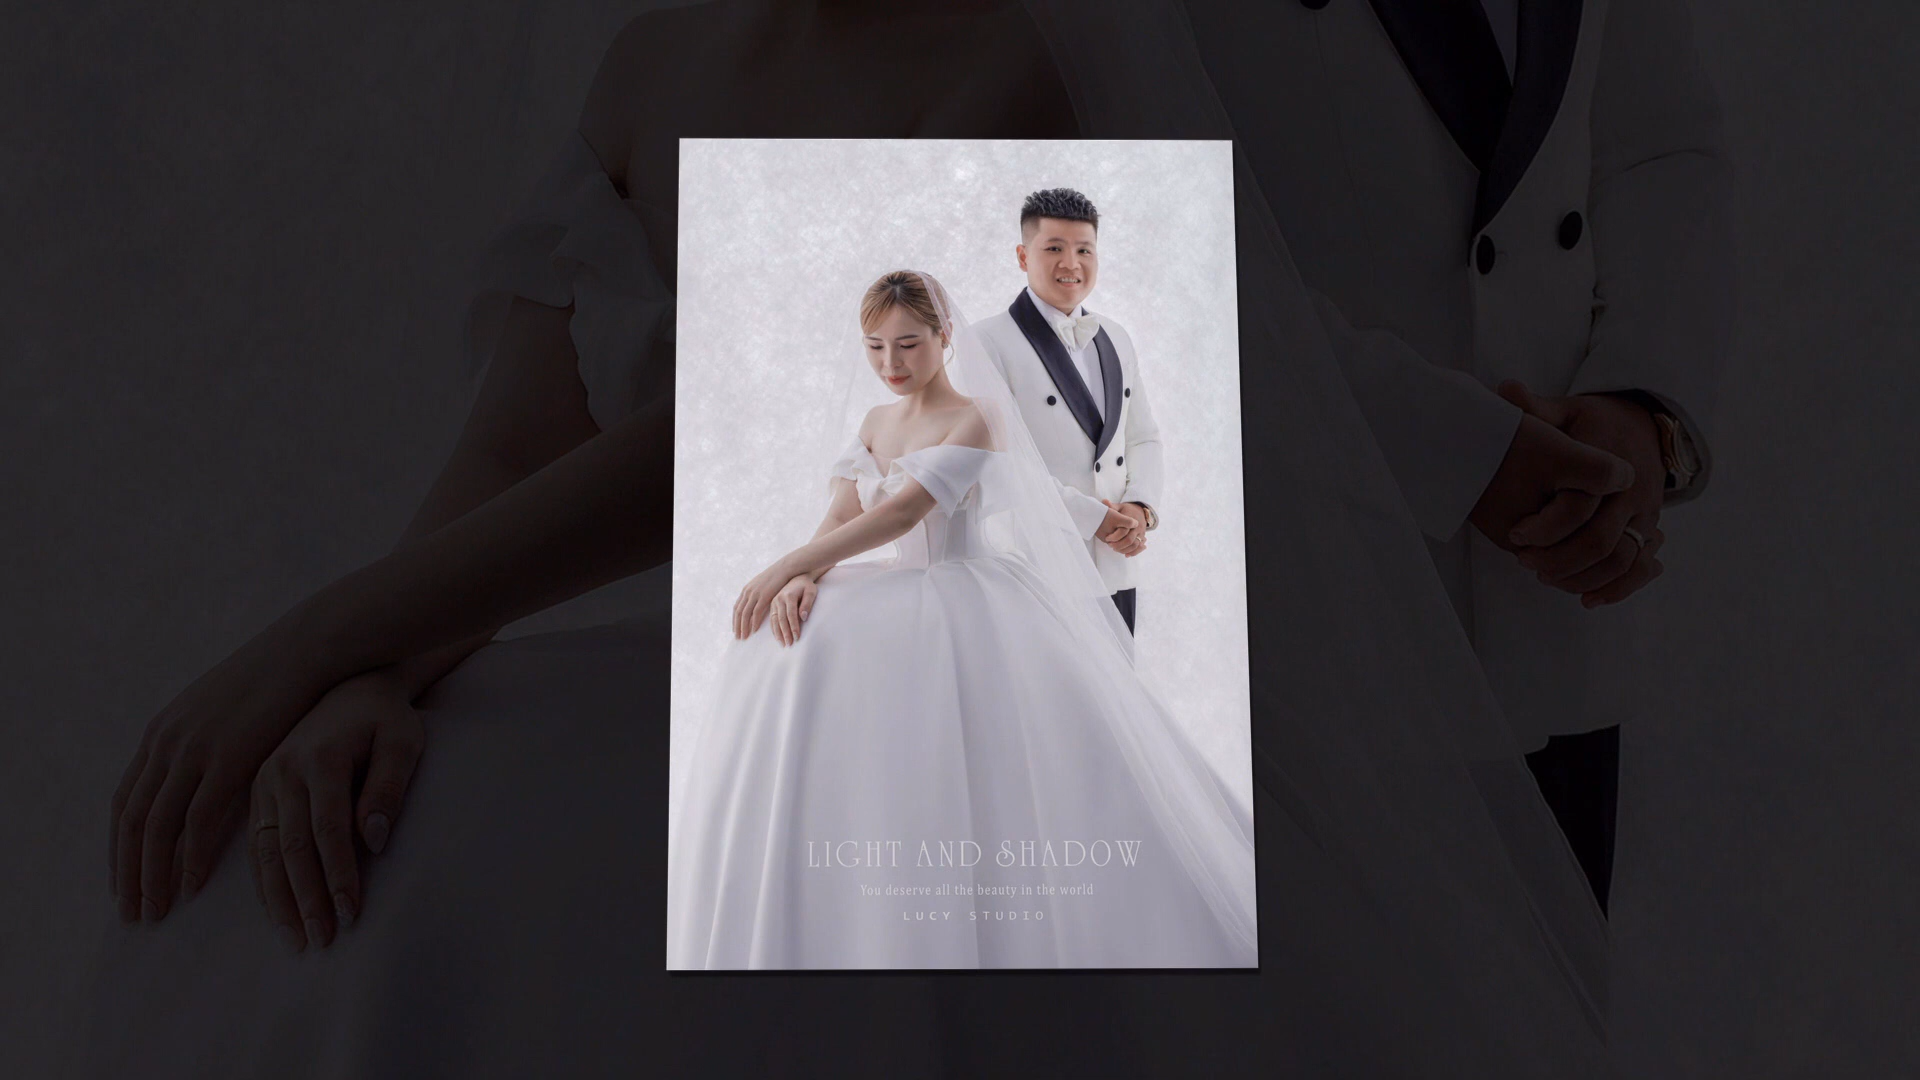 LIGHT AND SHADOW
You deserve all the beauty in the world
LUCY STUDIO